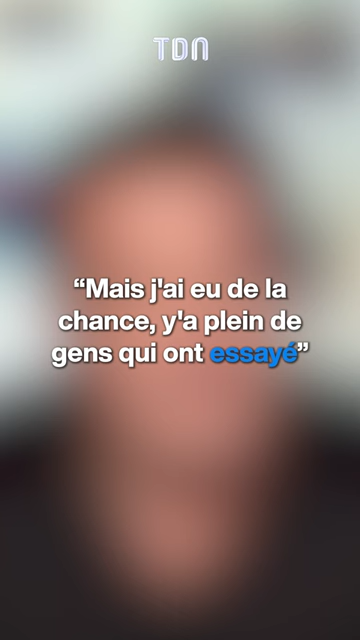 TDN
“Mais j'ai eu de la
chance, y'a plein de
gens qui ont essayé”